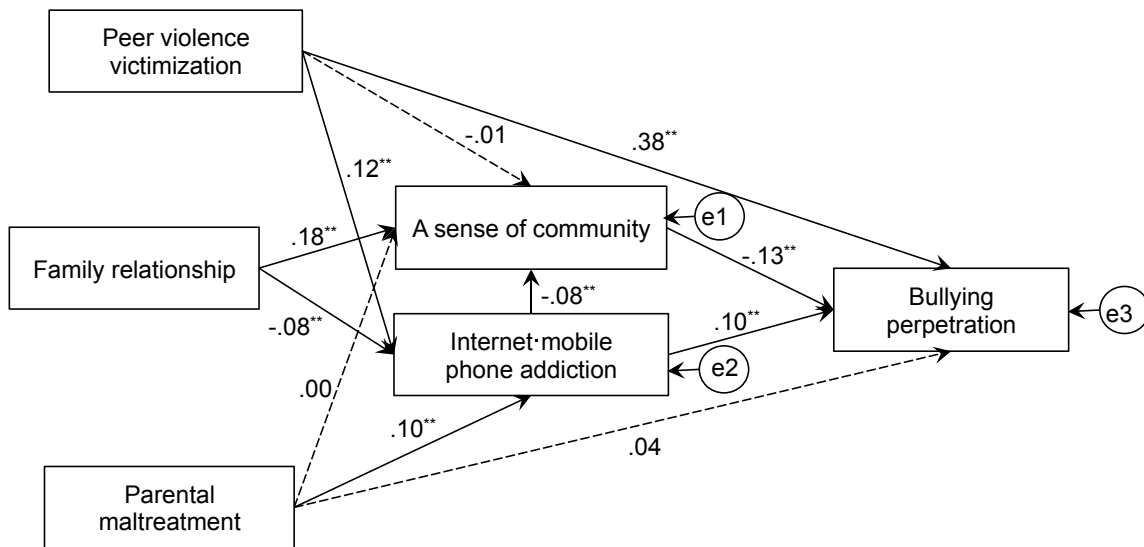 Peer violence
victimization
-.01
.38**
.12**
A sense of community
e1
.18**
Family relationship
-.13**
-.08**
-.08**
Bullying
perpetration
e3
.10**
Internet·mobile
phone addiction
e2
.00
.10**
.04
Parental
maltreatment